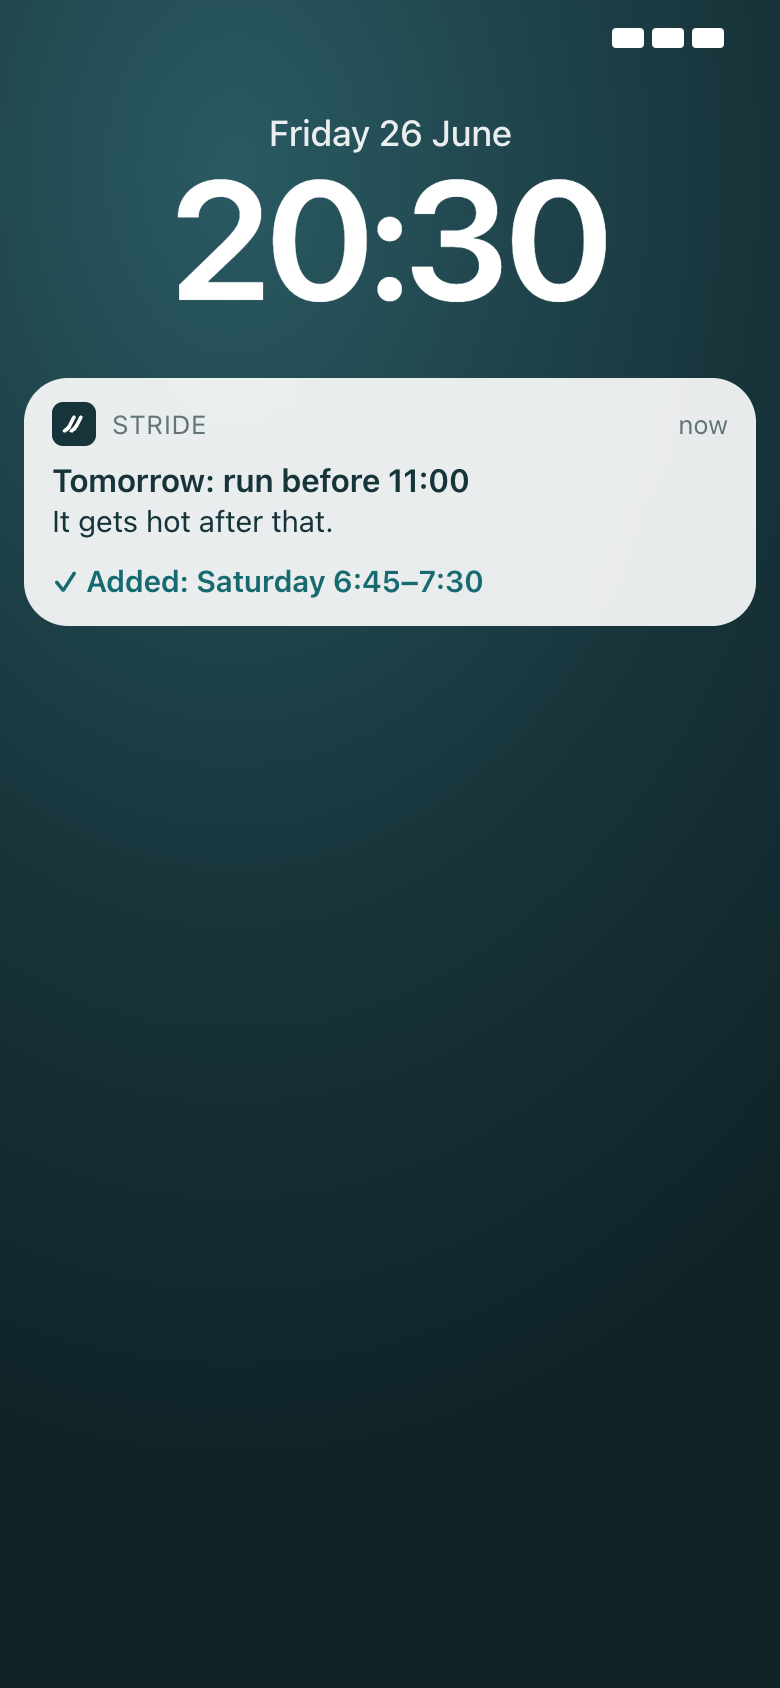 Friday 26 June
20:30
STRIDE
now
Tomorrow: run before 11:00
It gets hot after that.
✓ Added: Saturday 6:45–7:30